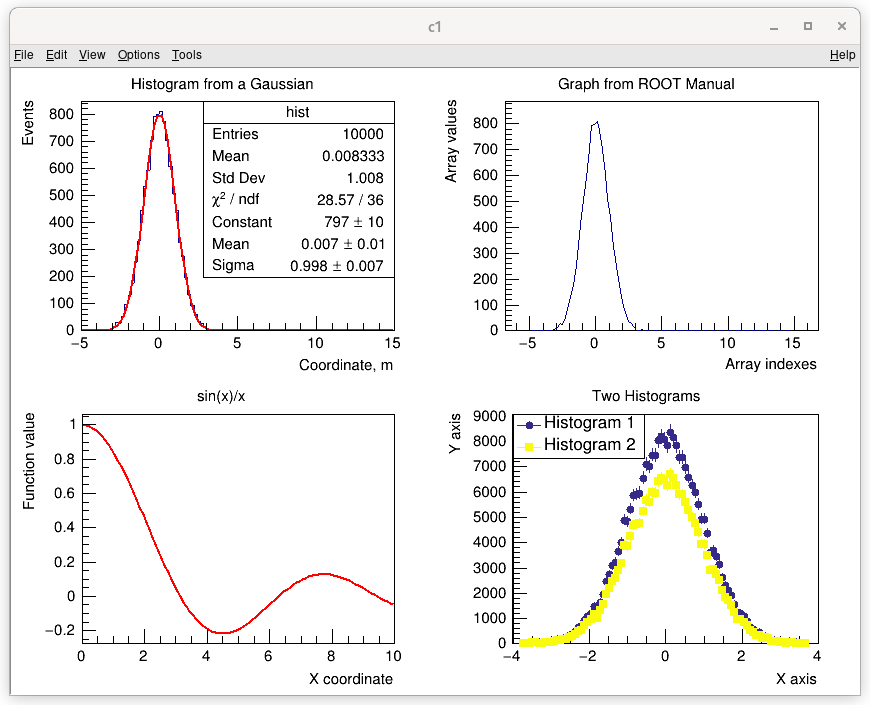 c1
File Edit View Options Tools Help
Histogram from a Gaussian
Events
800
700
600
500
400
300
200
100
0
−5 0 5 10 15
Coordinate, m
hist
Entries 10000
Mean 0.008333
Std Dev 1.008
χ² / ndf 28.57 / 36
Constant 797 ± 10
Mean 0.007 ± 0.01
Sigma 0.998 ± 0.007
Graph from ROOT Manual
Array values
800
700
600
500
400
300
200
100
0
−5 0 5 10 15
Array indexes
sin(x)/x
Function value
1
0.8
0.6
0.4
0.2
0
−0.2
0 2 4 6 8 10
X coordinate
Two Histograms
Y axis
9000
8000
7000
6000
5000
4000
3000
2000
1000
0
−4 −2 0 2 4
X axis
Histogram 1
Histogram 2